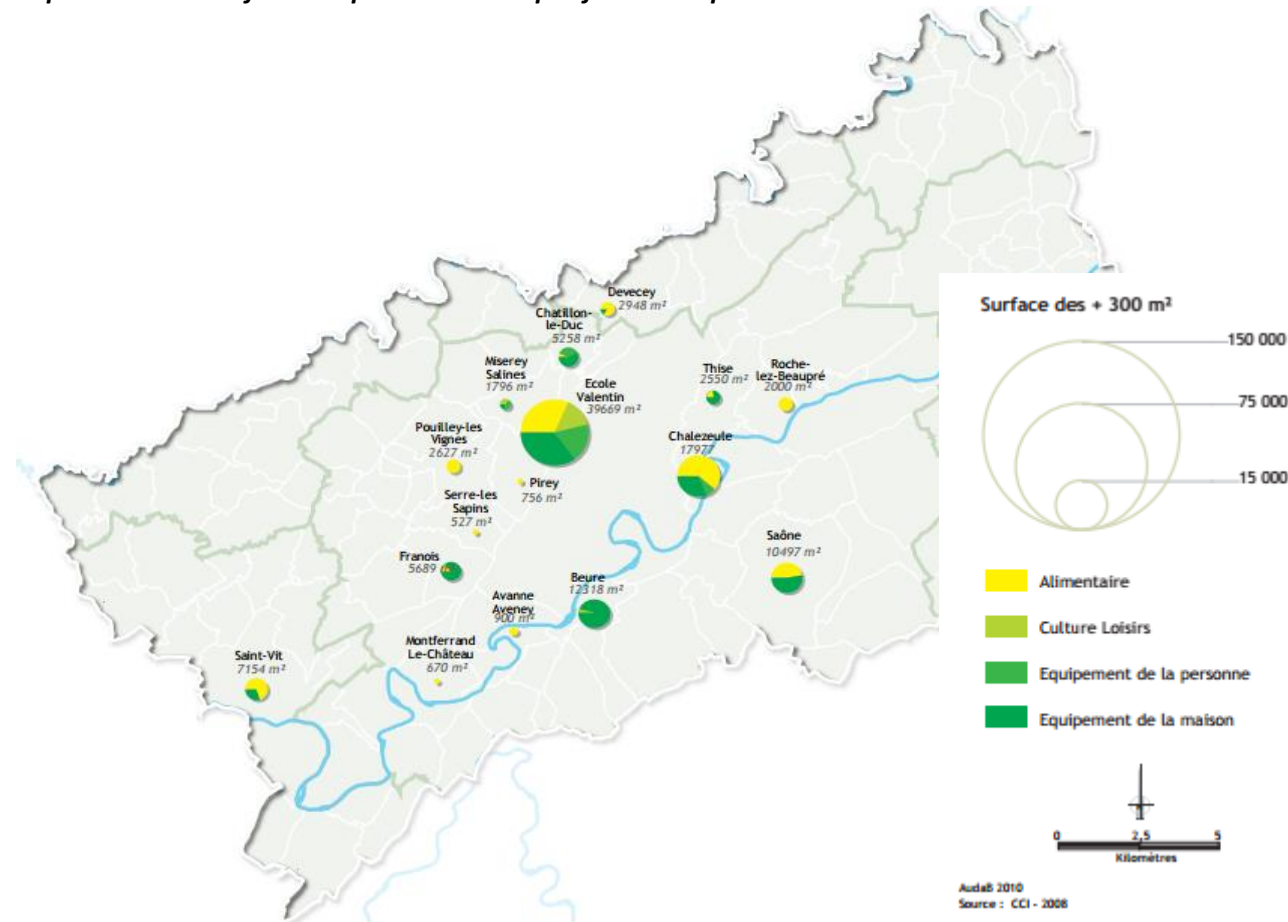 Devecey
2948 m²
Chatillon-
le-Duc
5258 m²
Miserey
Salines
1796 m²
Ecole
Valentin
39669 m²
Thise
2550 m²
Roche-
lez-Beaupré
2000 m²
Pouilley-les
Vignes
2627 m²
Chalezeule
17977
Pirey
756 m²
Serre-les
Sapins
527 m²
Saône
10497 m²
Franois
5689 m²
Beure
12318 m²
Avanne
Aveney
900 m²
Montferrand
Le-Château
670 m²
Saint-Vit
7154 m²
Surface des + 300 m²
150 000
75 000
15 000
Alimentaire
Culture Loisirs
Equipement de la personne
Equipement de la maison
0 2,5 5
Kilomètres
AudaB 2010
Source : CCI - 2008